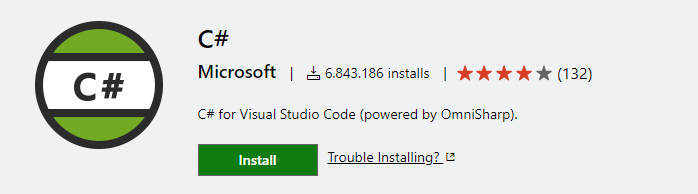 C#
C#
Microsoft | 6.843.186 installs | (132)
C# for Visual Studio Code (powered by OmniSharp).
Install Trouble Installing?